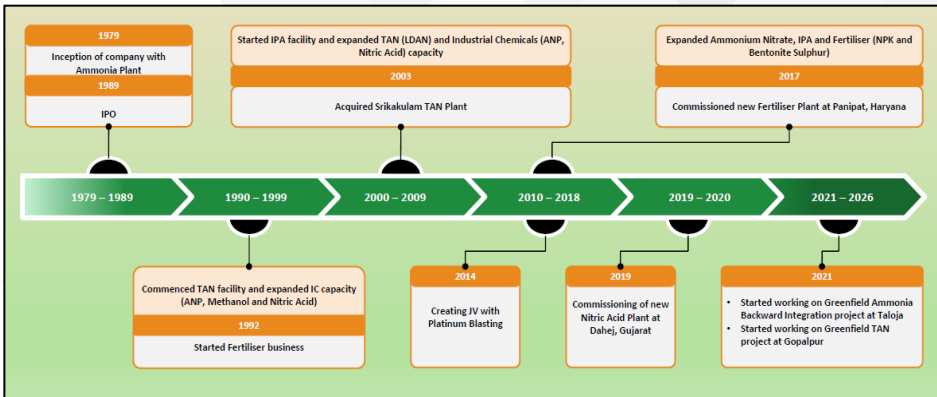 1979
Inception of company with
Ammonia Plant
1989
IPO
Started IPA facility and expanded TAN (LDAN) and Industrial Chemicals (ANP,
Nitric Acid) capacity
2003
Acquired Srikakulam TAN Plant
Expanded Ammonium Nitrate, IPA and Fertiliser (NPK and
Bentonite Sulphur)
2017
Commissioned new Fertiliser Plant at Panipat, Haryana
1979 – 1989
1990 – 1999
2000 – 2009
2010 – 2018
2019 – 2020
2021 – 2026
Commenced TAN facility and expanded IC capacity
(ANP, Methanol and Nitric Acid)
1992
Started Fertiliser business
2014
Creating JV with
Platinum Blasting
2019
Commissioning of new
Nitric Acid Plant at
Dahej, Gujarat
2021
• Started working on Greenfield Ammonia
Backward Integration project at Taloja
• Started working on Greenfield TAN
project at Gopalpur